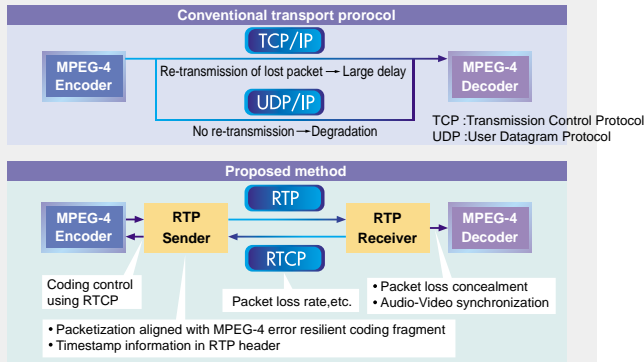 Conventional transport prorocol
TCP/IP
MPEG-4
Encoder
Re-transmission of lost packet → Large delay
MPEG-4
Decoder
UDP/IP
No re-transmission → Degradation
TCP :Transmission Control Protocol
UDP :User Datagram Protocol
Proposed method
RTP
MPEG-4
Encoder
RTP
Sender
RTP
Receiver
MPEG-4
Decoder
RTCP
Coding control
using RTCP
Packet loss rate,etc.
• Packet loss concealment
• Audio-Video synchronization
• Packetization aligned with MPEG-4 error resilient coding fragment
• Timestamp information in RTP header